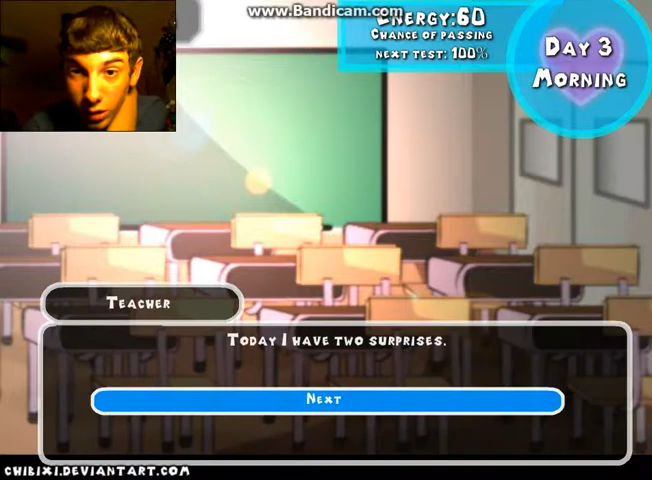 www.Bandicam.com
ENERGY:60
CHANCE OF PASSING
NEXT TEST: 100%
DAY 3
MORNING
TEACHER
TODAY I HAVE TWO SURPRISES.
NEXT
CHIBIXI.DEVIANTART.COM